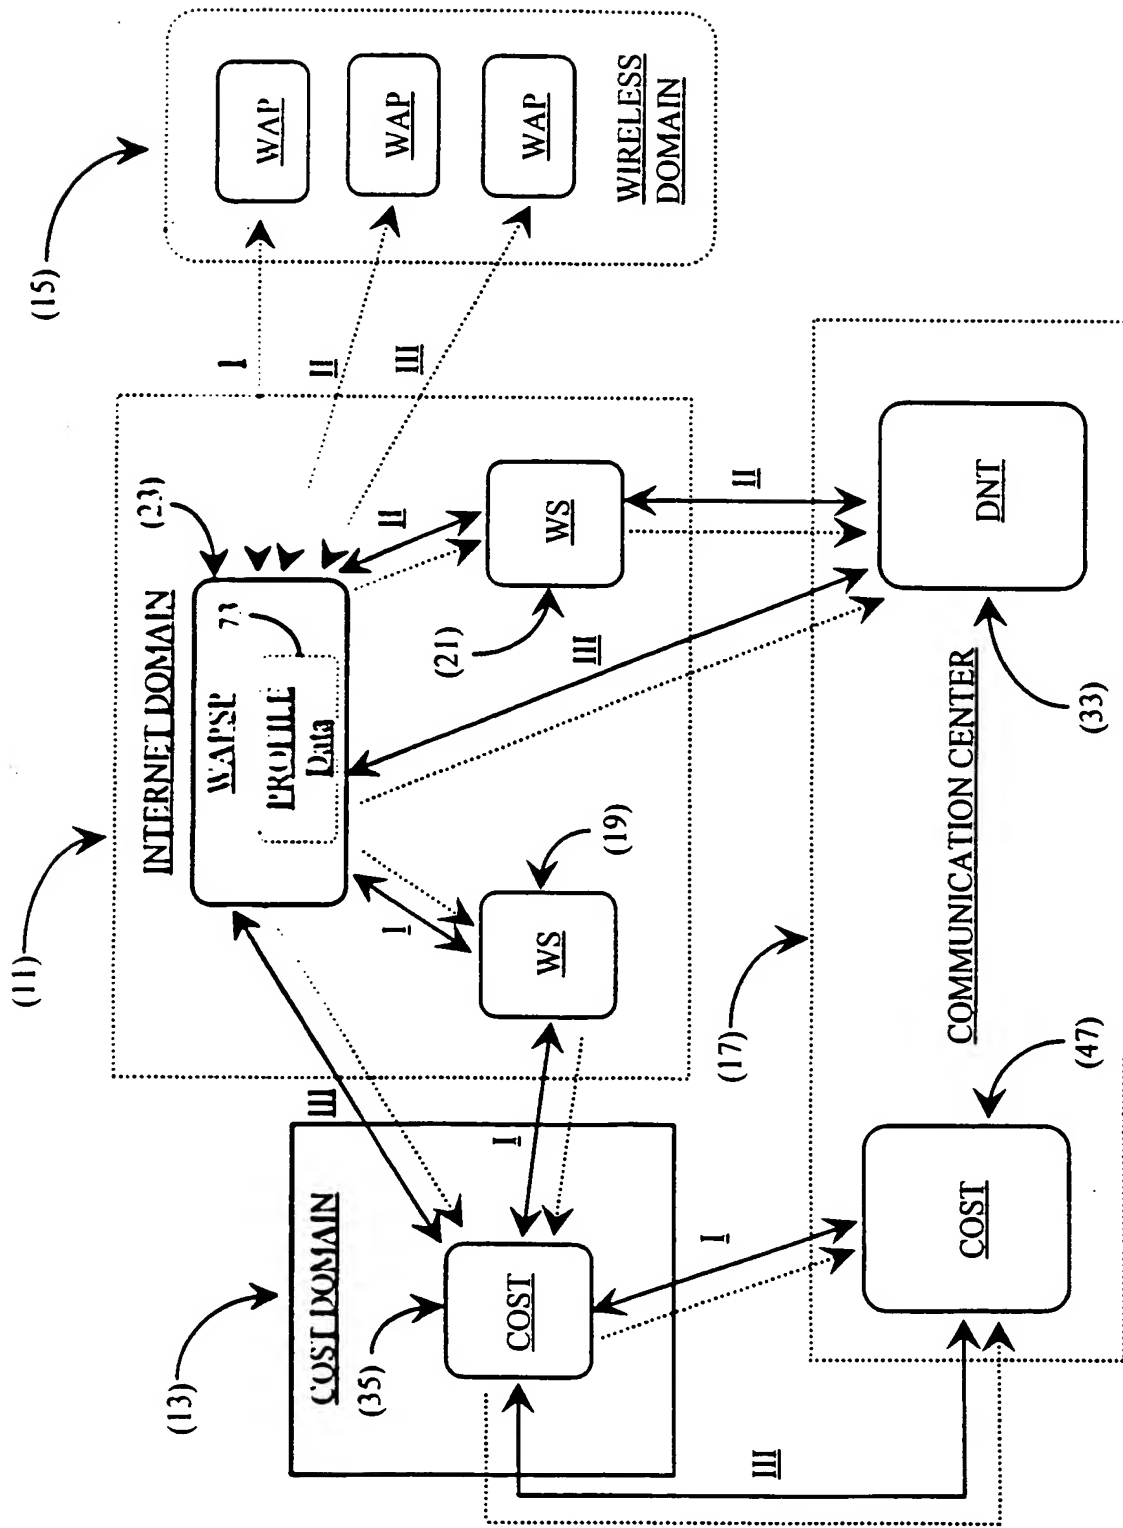 (13)
COST DOMAIN
(35)
COST
III
I
III
I
(11)
INTERNET DOMAIN
(23)
WAPSP
73
PROFILE
Data
I
II
III
WS
(19)
WS
(21)
II
(15)
I
II
III
WAP
WAP
WAP
WIRELESS
DOMAIN
(17)
COST
(47)
COMMUNICATION CENTER
DNT
(33)